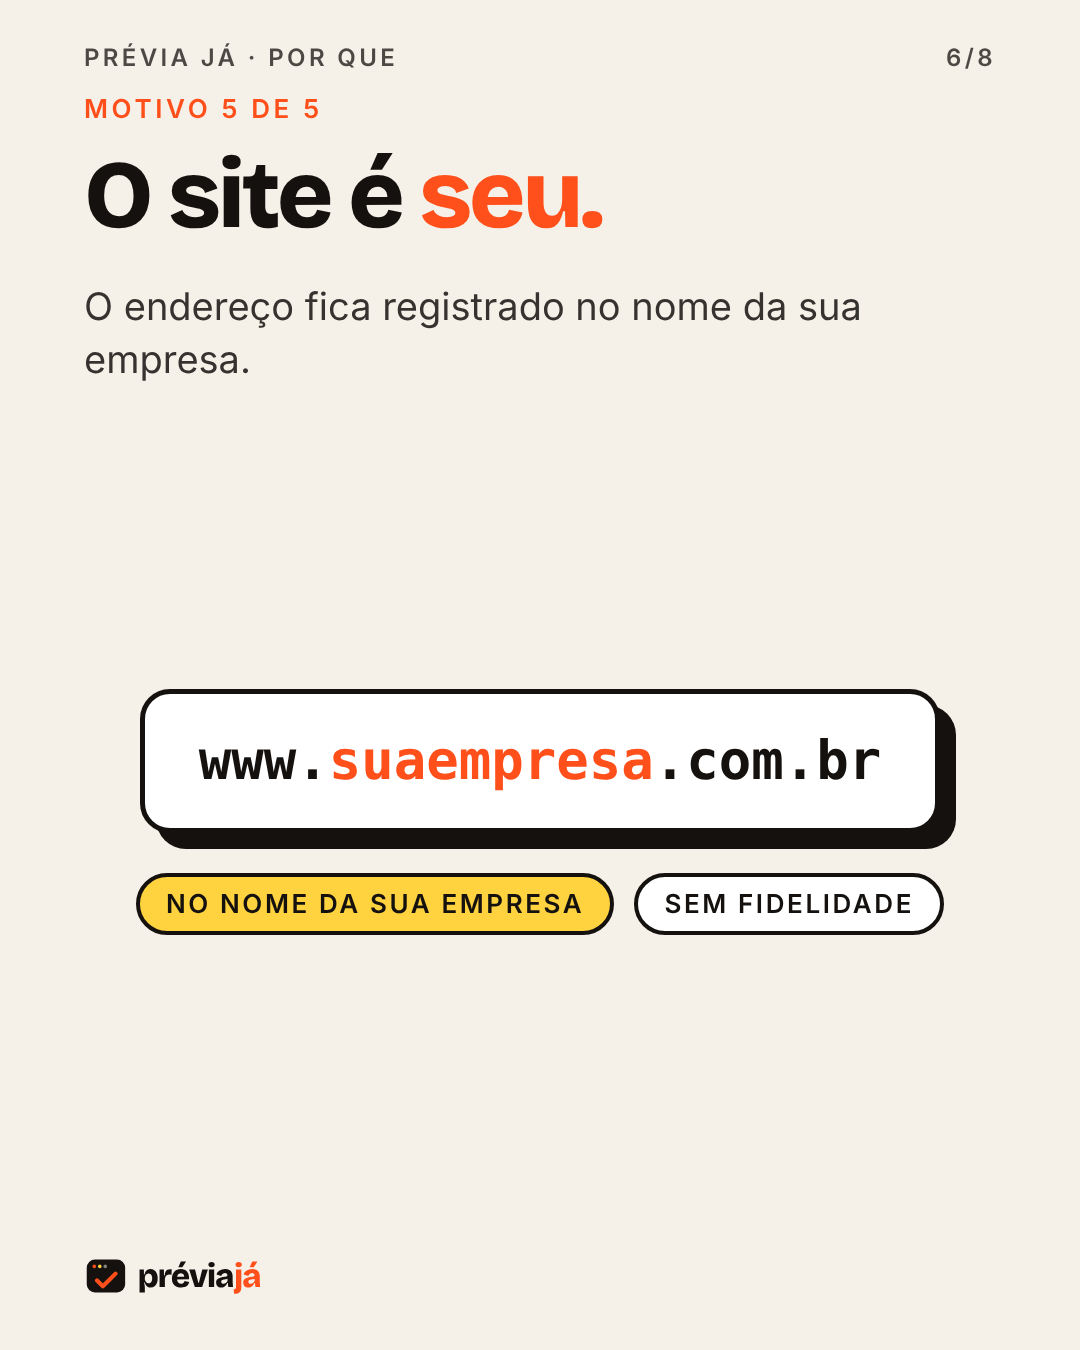 PRÉVIA JÁ · POR QUE
6/8
MOTIVO 5 DE 5
O site é seu.
O endereço fica registrado no nome da sua
empresa.
www.suaempresa.com.br
NO NOME DA SUA EMPRESA
SEM FIDELIDADE
préviajá